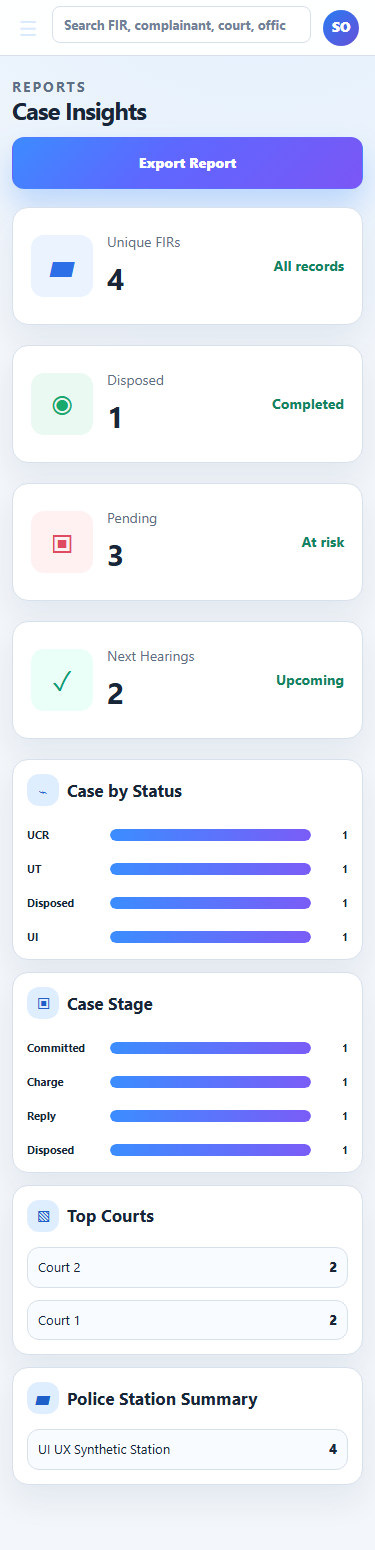 Search FIR, complainant, court, offic
SO
REPORTS
Case Insights
Export Report
Unique FIRs
4
All records
Disposed
1
Completed
Pending
3
At risk
Next Hearings
2
Upcoming
Case by Status
UCR 1
UT 1
Disposed 1
UI 1
Case Stage
Committed 1
Charge 1
Reply 1
Disposed 1
Top Courts
Court 2 2
Court 1 2
Police Station Summary
UI UX Synthetic Station 4